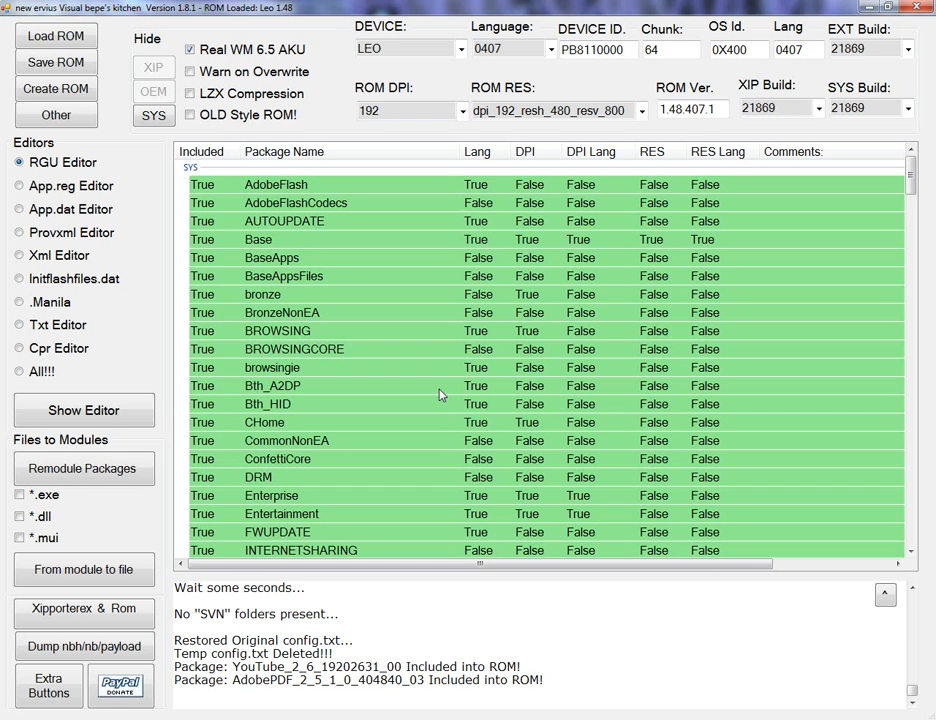 new ervius Visual bepe's kitchen Version 1.8.1 - ROM Loaded: Leo 1.48
Load ROM
Save ROM
Create ROM
Other
Hide
XIP
OEM
SYS
Real WM 6.5 AKU
Warn on Overwrite
LZX Compression
OLD Style ROM!
DEVICE: Language: DEVICE ID. Chunk: OS Id. Lang EXT Build:
LEO 0407 PB8110000 64 0X400 0407 21869
ROM DPI: ROM RES: ROM Ver. XIP Build: SYS Build:
192 dpi_192_resh_480_resv_800 1.48.407.1 21869 21869
Editors
RGU Editor
App.reg Editor
App.dat Editor
Provxml Editor
Xml Editor
Initflashfiles.dat
.Manila
Txt Editor
Cpr Editor
All!!!
Show Editor
Files to Modules
Remodule Packages
*.exe
*.dll
*.mui
From module to file
Xipporterex & Rom
Dump nbh/nb/payload
Extra Buttons
PayPal
DONATE
Included Package Name Lang DPI DPI Lang RES RES Lang Comments:
SYS
True AdobeFlash True False False False False
True AdobeFlashCodecs False False False False False
True AUTOUPDATE True False False False False
True Base True True True True True
True BaseApps False False False False False
True BaseAppsFiles False False False False False
True bronze False True False False False
True BronzeNonEA False False False False False
True BROWSING True True False False False
True BROWSINGCORE False False False False False
True browsingie True False False False False
True Bth_A2DP True False False False False
True Bth_HID False False False False False
True CHome True True False False False
True CommonNonEA False False False False False
True ConfettiCore False False False False False
True DRM False False False False False
True Enterprise True True True False False
True Entertainment True True True False False
True FWUPDATE False False False False False
True INTERNETSHARING False False False False False
Wait some seconds...
No "SVN" folders present...
Restored Original config.txt...
Temp config.txt Deleted!!!
Package: YouTube_2_6_19202631_00 Included into ROM!
Package: AdobePDF_2_5_1_0_404840_03 Included into ROM!